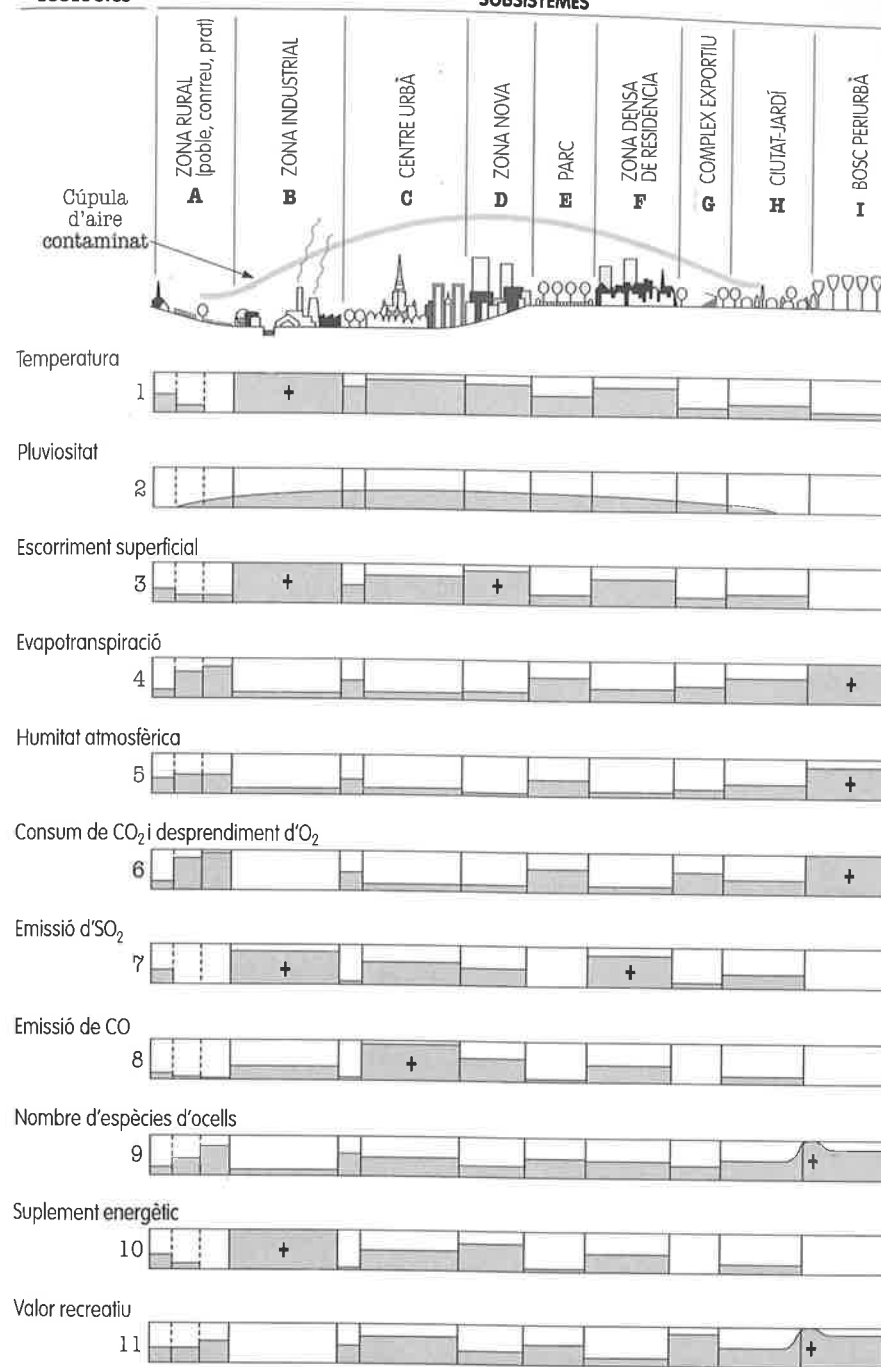 SUBSISTEMES
ZONA RURAL
(poble, conrreu, prat)
A
ZONA INDUSTRIAL
B
CENTRE URBÀ
C
ZONA NOVA
D
PARC
E
ZONA DENSA
DE RESIDÈNCIA
F
COMPLEX EXPORTIU
G
CIUTAT-JARDÍ
H
BOSC PERIURBÀ
I
Cúpula
d'aire
contaminat
Temperatura
1
+
Pluviositat
2
Escorriment superficial
3
+ +
Evapotranspiració
4
+
Humitat atmosfèrica
5
+
Consum de CO₂ i desprendiment d'O₂
6
+
Emissió d'SO₂
7
+ +
Emissió de CO
8
+
Nombre d'espècies d'ocells
9
+
Suplement energètic
10
+
Valor recreatiu
11
+